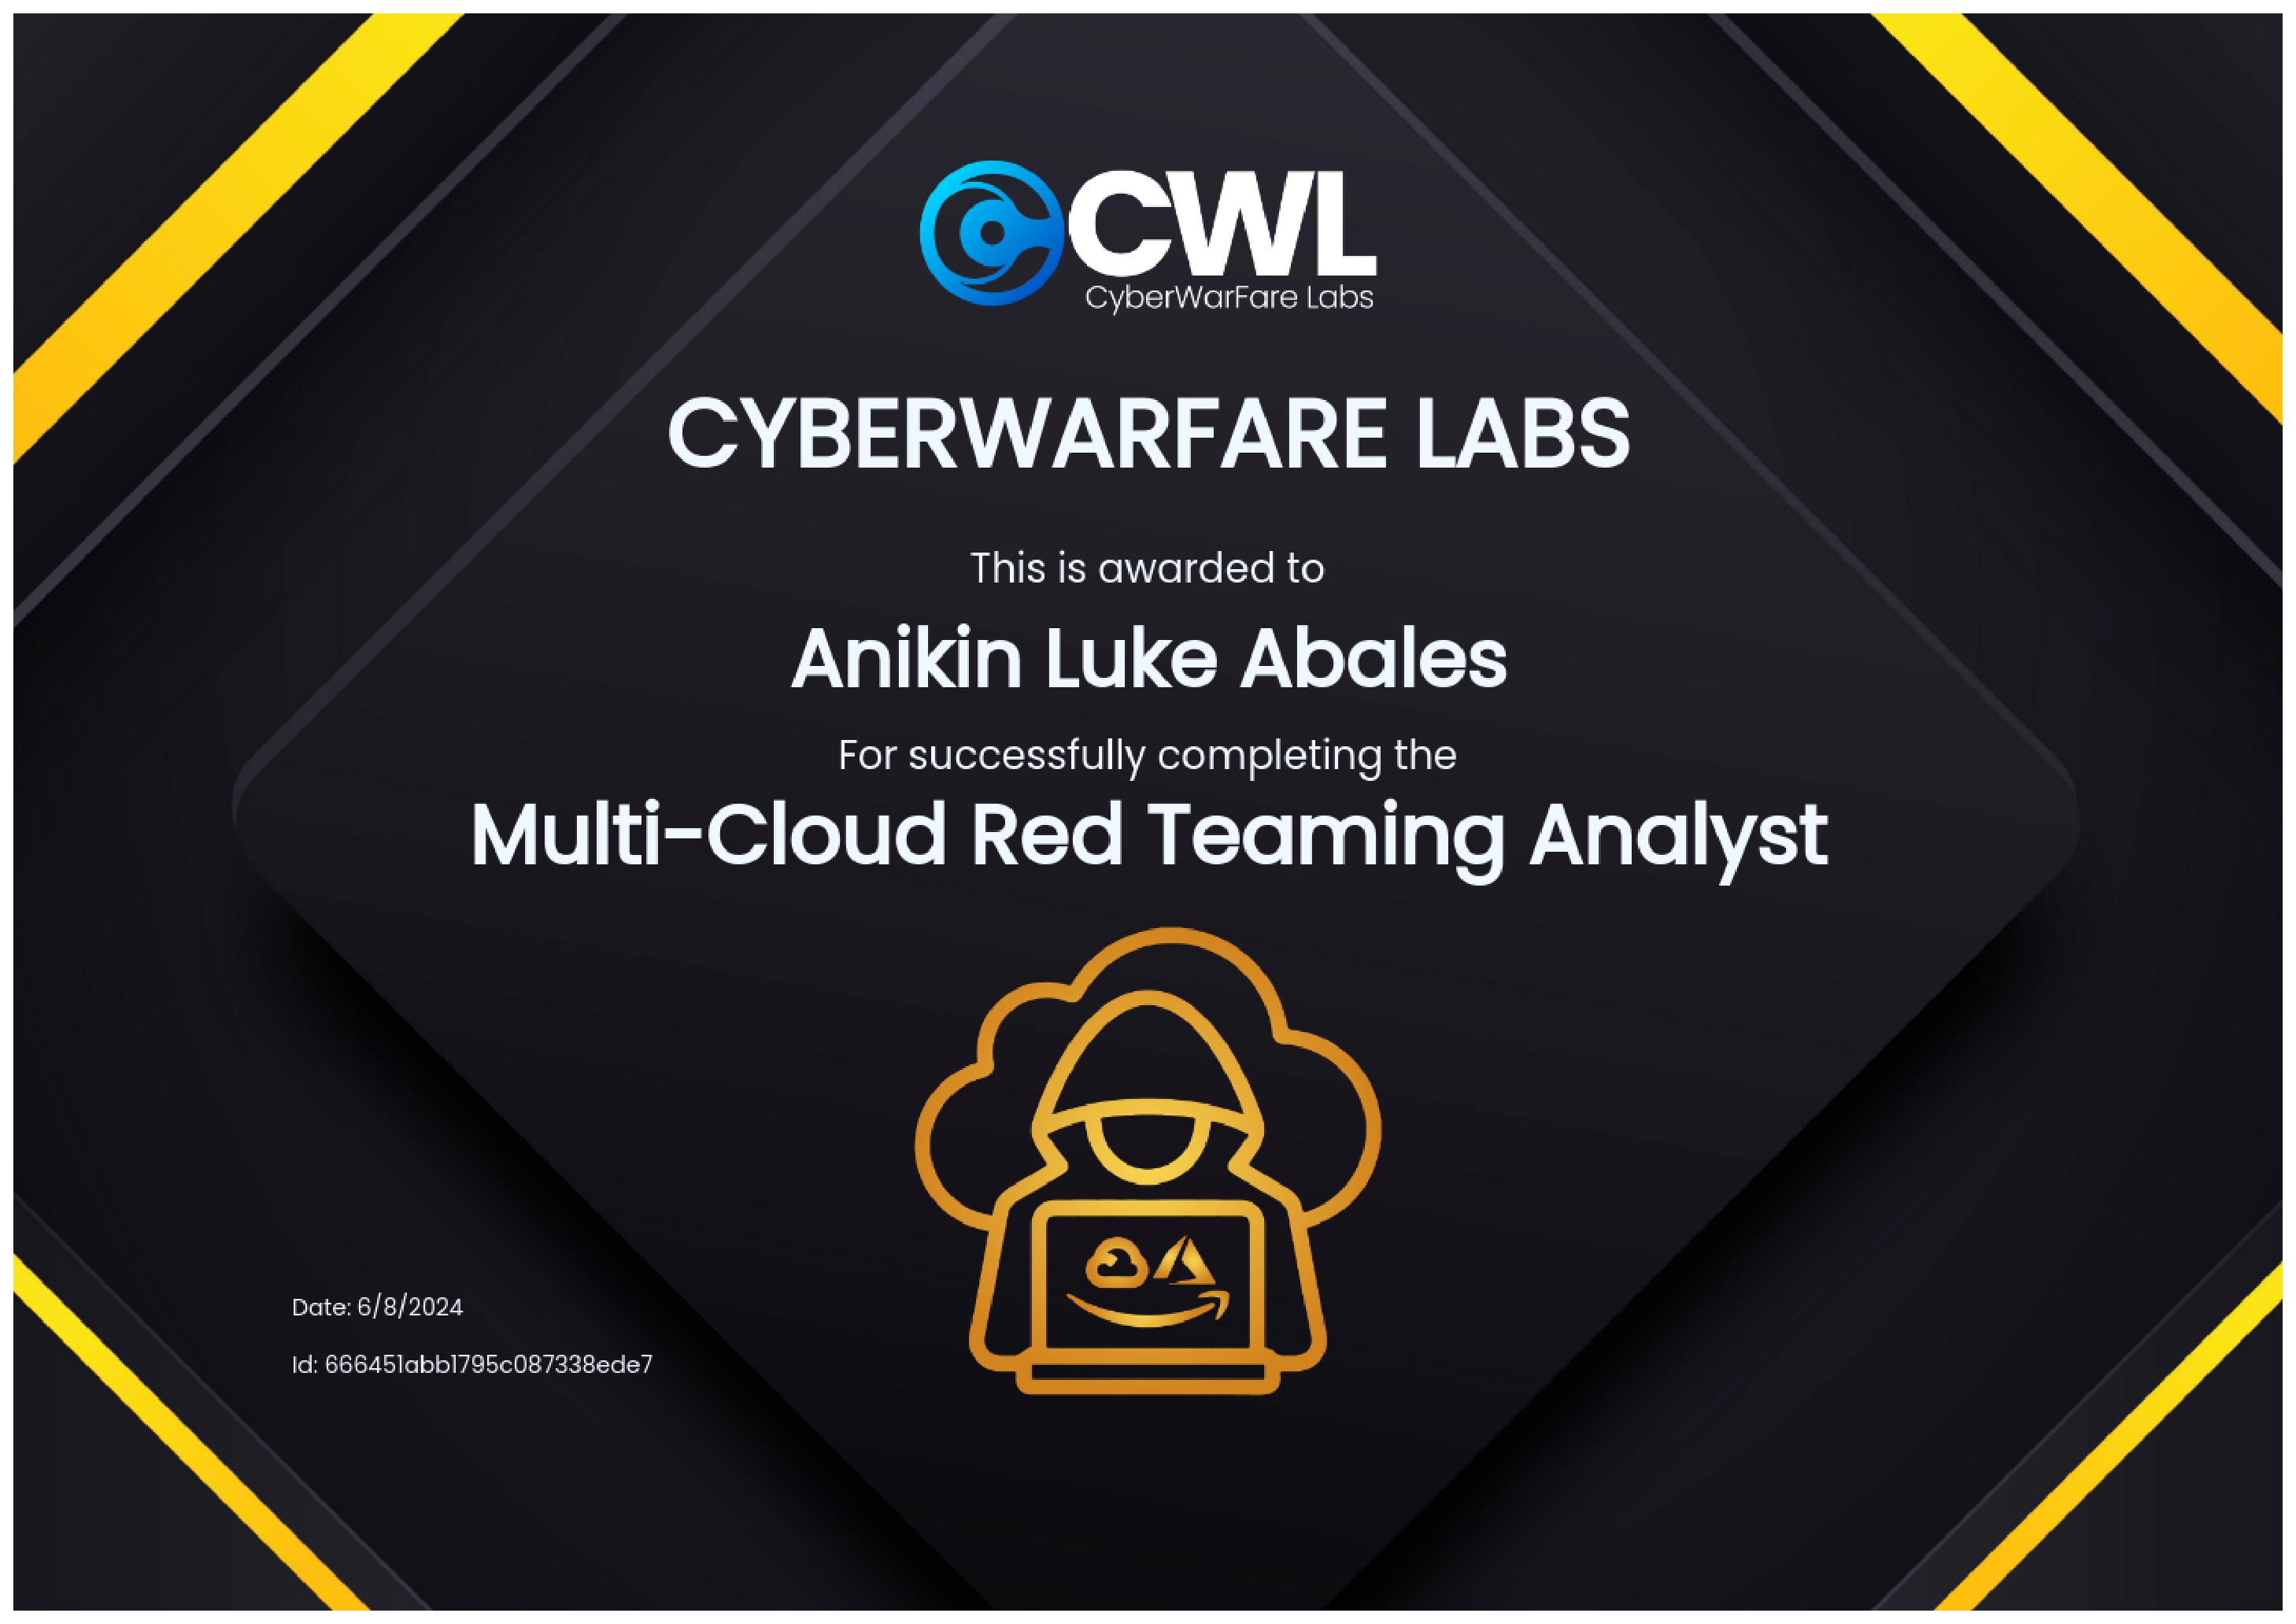 CWL
CyberWarFare Labs
CYBERWARFARE LABS
This is awarded to
Anikin Luke Abales
For successfully completing the
Multi-Cloud Red Teaming Analyst
Date: 6/8/2024
Id: 666451abb1795c087338ede7